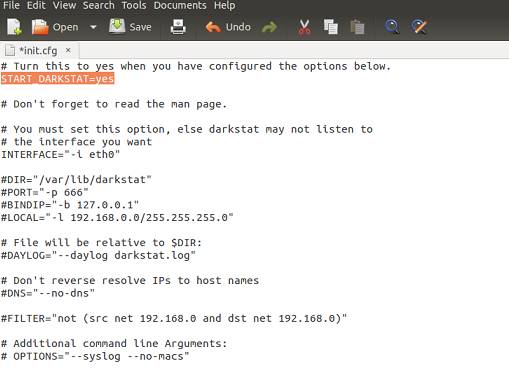 File Edit View Search Tools Documents Help
Open Save Undo
*init.cfg ×
# Turn this to yes when you have configured the options below.
START_DARKSTAT=yes
# Don't forget to read the man page.
# You must set this option, else darkstat may not listen to
# the interface you want
INTERFACE="-i eth0"
#DIR="/var/lib/darkstat"
#PORT="-p 666"
#BINDIP="-b 127.0.0.1"
#LOCAL="-l 192.168.0.0/255.255.255.0"
# File will be relative to $DIR:
#DAYLOG="--daylog darkstat.log"
# Don't reverse resolve IPs to host names
#DNS="--no-dns"
#FILTER="not (src net 192.168.0 and dst net 192.168.0)"
# Additional command line Arguments:
# OPTIONS="--syslog --no-macs"